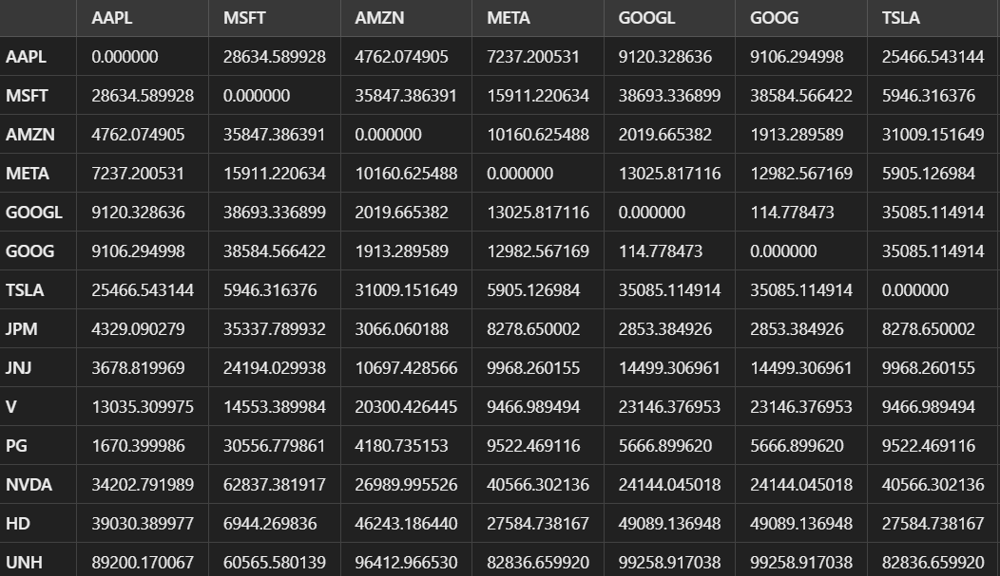 AAPL MSFT AMZN META GOOGL GOOG TSLA
AAPL 0.000000 28634.589928 4762.074905 7237.200531 9120.328636 9106.294998 25466.543144
MSFT 28634.589928 0.000000 35847.386391 15911.220634 38693.336899 38584.566422 5946.316376
AMZN 4762.074905 35847.386391 0.000000 10160.625488 2019.665382 1913.289589 31009.151649
META 7237.200531 15911.220634 10160.625488 0.000000 13025.817116 12982.567169 5905.126984
GOOGL 9120.328636 38693.336899 2019.665382 13025.817116 0.000000 114.778473 35085.114914
GOOG 9106.294998 38584.566422 1913.289589 12982.567169 114.778473 0.000000 35085.114914
TSLA 25466.543144 5946.316376 31009.151649 5905.126984 35085.114914 35085.114914 0.000000
JPM 4329.090279 35337.789932 3066.060188 8278.650002 2853.384926 2853.384926 8278.650002
JNJ 3678.819969 24194.029938 10697.428566 9968.260155 14499.306961 14499.306961 9968.260155
V 13035.309975 14553.389984 20300.426445 9466.989494 23146.376953 23146.376953 9466.989494
PG 1670.399986 30556.779861 4180.735153 9522.469116 5666.899620 5666.899620 9522.469116
NVDA 34202.791989 62837.381917 26989.995526 40566.302136 24144.045018 24144.045018 40566.302136
HD 39030.389977 6944.269836 46243.186440 27584.738167 49089.136948 49089.136948 27584.738167
UNH 89200.170067 60565.580139 96412.966530 82836.659920 99258.917038 99258.917038 82836.659920